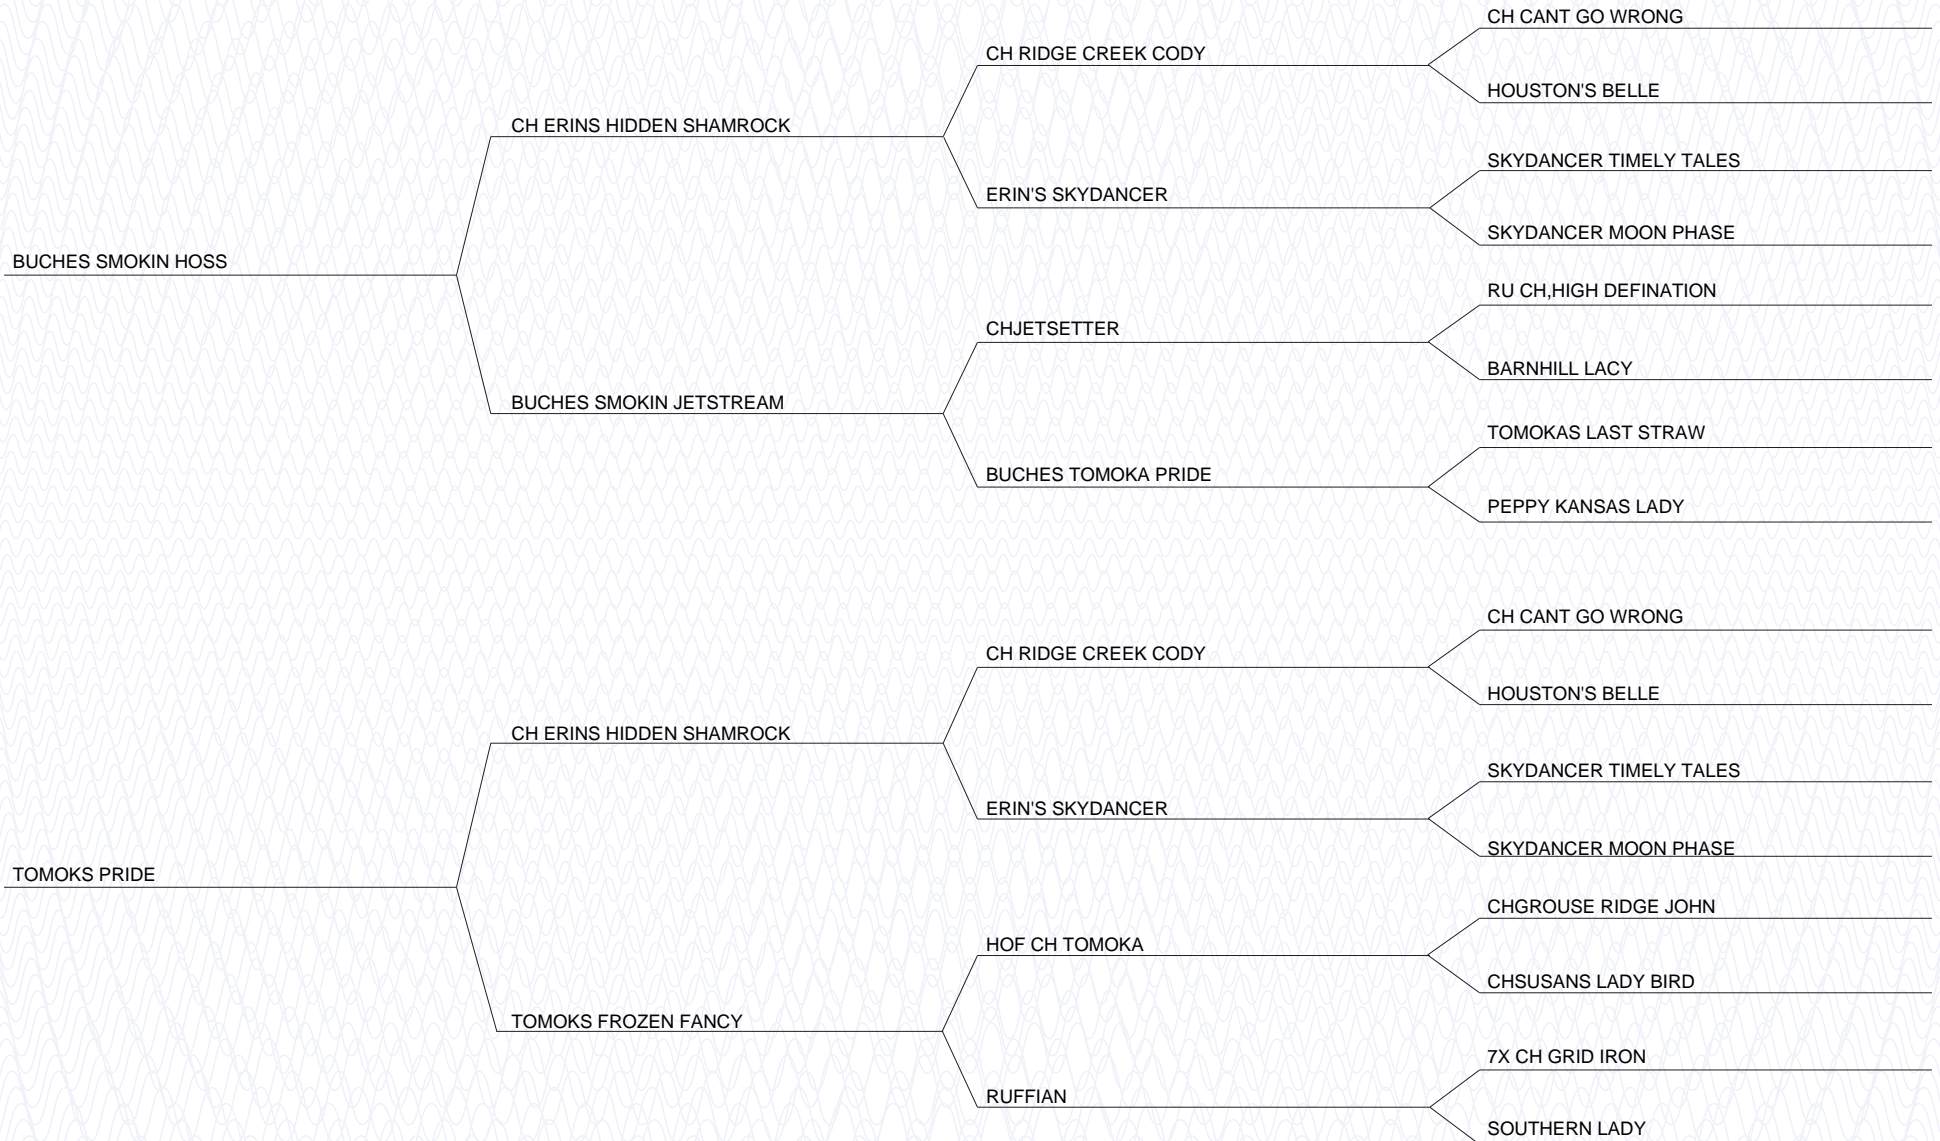 CH CANT GO WRONG
CH RIDGE CREEK CODY
HOUSTON'S BELLE
CH ERINS HIDDEN SHAMROCK
SKYDANCER TIMELY TALES
ERIN'S SKYDANCER
SKYDANCER MOON PHASE
BUCHES SMOKIN HOSS
RU CH,HIGH DEFINATION
CHJETSETTER
BARNHILL LACY
BUCHES SMOKIN JETSTREAM
TOMOKAS LAST STRAW
BUCHES TOMOKA PRIDE
PEPPY KANSAS LADY
CH CANT GO WRONG
CH RIDGE CREEK CODY
HOUSTON'S BELLE
CH ERINS HIDDEN SHAMROCK
SKYDANCER TIMELY TALES
ERIN'S SKYDANCER
SKYDANCER MOON PHASE
TOMOKS PRIDE
CHGROUSE RIDGE JOHN
HOF CH TOMOKA
CHSUSANS LADY BIRD
TOMOKS FROZEN FANCY
7X CH GRID IRON
RUFFIAN
SOUTHERN LADY